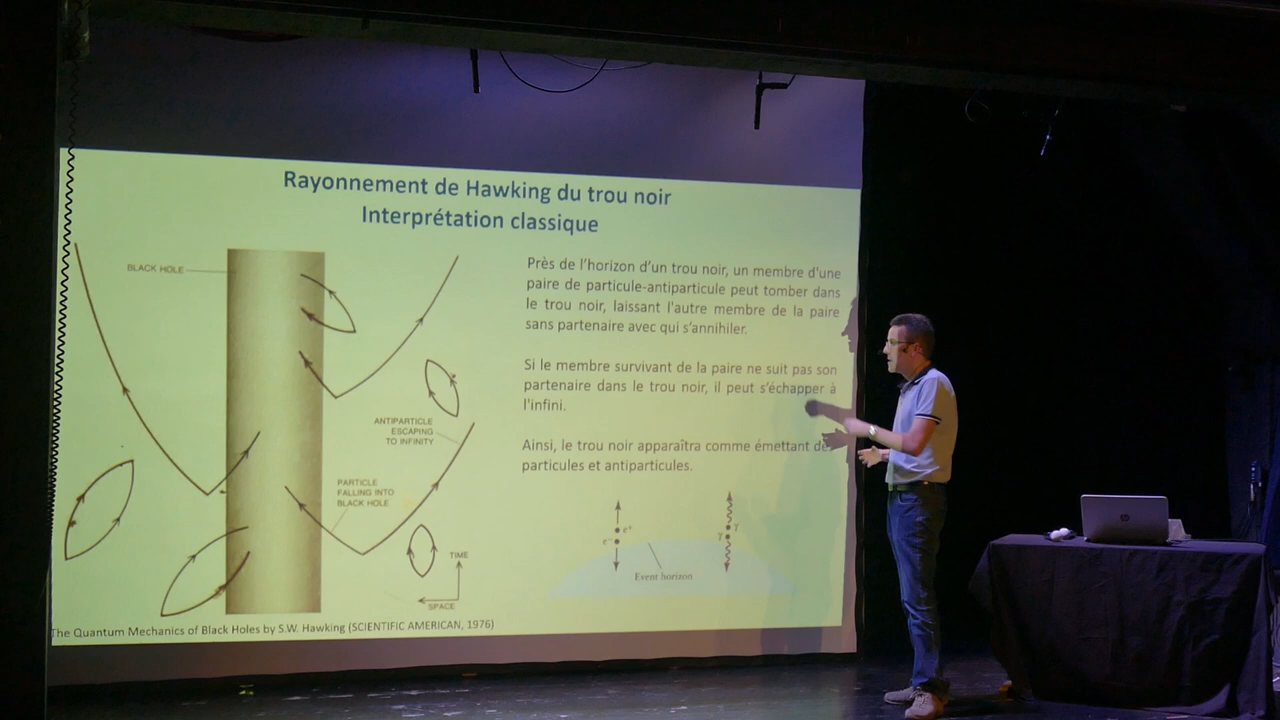 Rayonnement de Hawking du trou noir
Interprétation classique
BLACK HOLE
ANTIPARTICLE
ESCAPING
TO INFINITY
PARTICLE
FALLING INTO
BLACK HOLE
TIME
SPACE
The Quantum Mechanics of Black Holes by S.W. Hawking (SCIENTIFIC AMERICAN, 1976)
Près de l'horizon d'un trou noir, un membre d'une
paire de particule-antiparticule peut tomber dans
le trou noir, laissant l'autre membre de la paire
sans partenaire avec qui s'annihiler.
Si le membre survivant de la paire ne suit pas son
partenaire dans le trou noir, il peut s'échapper à
l'infini.
Ainsi, le trou noir apparaîtra comme émettant des
particules et antiparticules.
e⁺
e⁻
γ
γ
Event horizon
hp